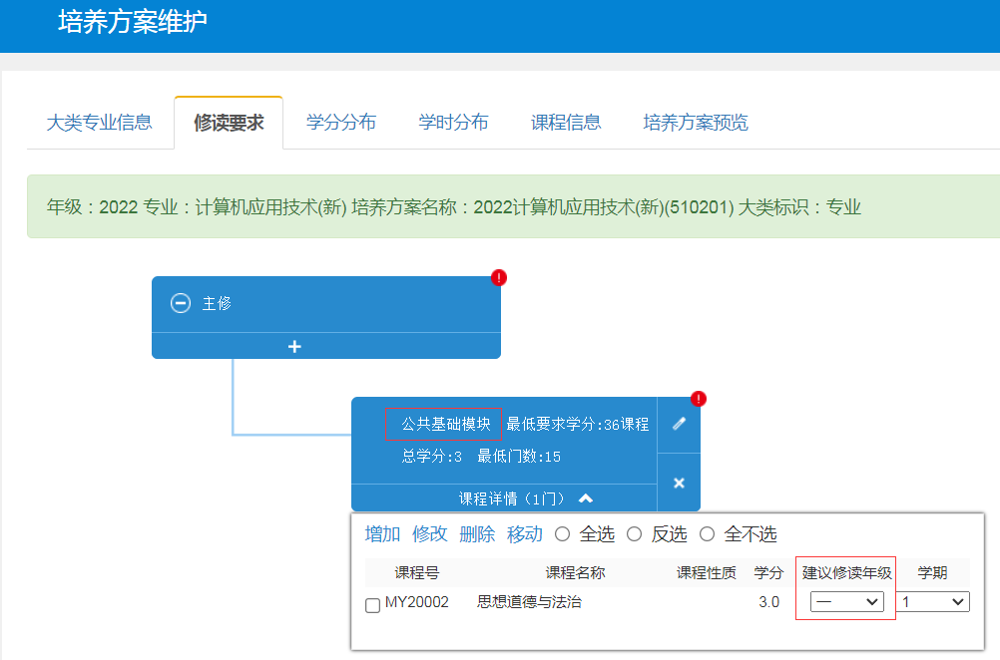 培养方案维护
大类专业信息 修读要求 学分分布 学时分布 课程信息 培养方案预览
年级：2022 专业：计算机应用技术(新) 培养方案名称：2022计算机应用技术(新)(510201) 大类标识：专业
!
主修
+
!
公共基础模块 最低要求学分:36课程
总学分:3 最低门数:15
课程详情（1门）
增加 修改 删除 移动 全选 反选 全不选
课程号 课程名称 课程性质 学分 建议修读年级 学期
MY20002 思想道德与法治 3.0 一 1